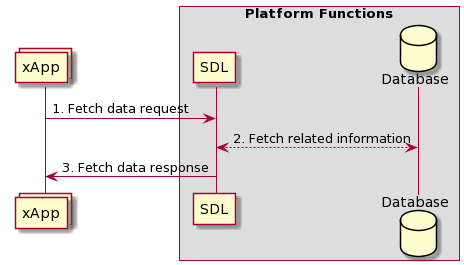 Platform Functions
xApp
SDL
Database
1. Fetch data request
2. Fetch related information
3. Fetch data response
xApp
SDL
Database